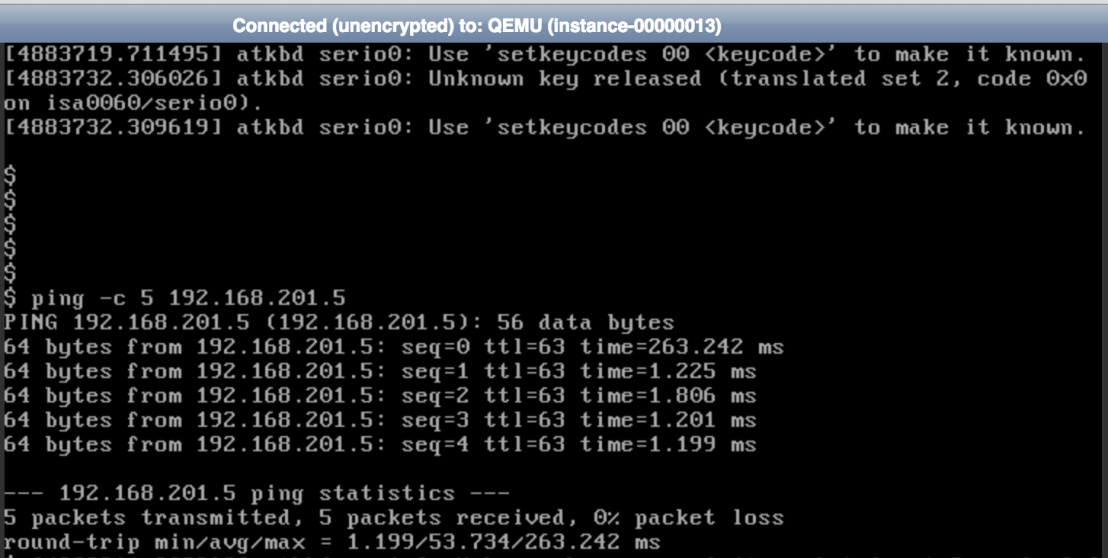 Connected (unencrypted) to: QEMU (instance-00000013)
[4883719.711495] atkbd serio0: Use 'setkeycodes 00 <keycode>' to make it known.
[4883732.306026] atkbd serio0: Unknown key released (translated set 2, code 0x0
on isa0060/serio0).
[4883732.309619] atkbd serio0: Use 'setkeycodes 00 <keycode>' to make it known.
$
$
$
$
$
$ ping -c 5 192.168.201.5
PING 192.168.201.5 (192.168.201.5): 56 data bytes
64 bytes from 192.168.201.5: seq=0 ttl=63 time=263.242 ms
64 bytes from 192.168.201.5: seq=1 ttl=63 time=1.225 ms
64 bytes from 192.168.201.5: seq=2 ttl=63 time=1.806 ms
64 bytes from 192.168.201.5: seq=3 ttl=63 time=1.201 ms
64 bytes from 192.168.201.5: seq=4 ttl=63 time=1.199 ms
--- 192.168.201.5 ping statistics ---
5 packets transmitted, 5 packets received, 0% packet loss
round-trip min/avg/max = 1.199/53.734/263.242 ms